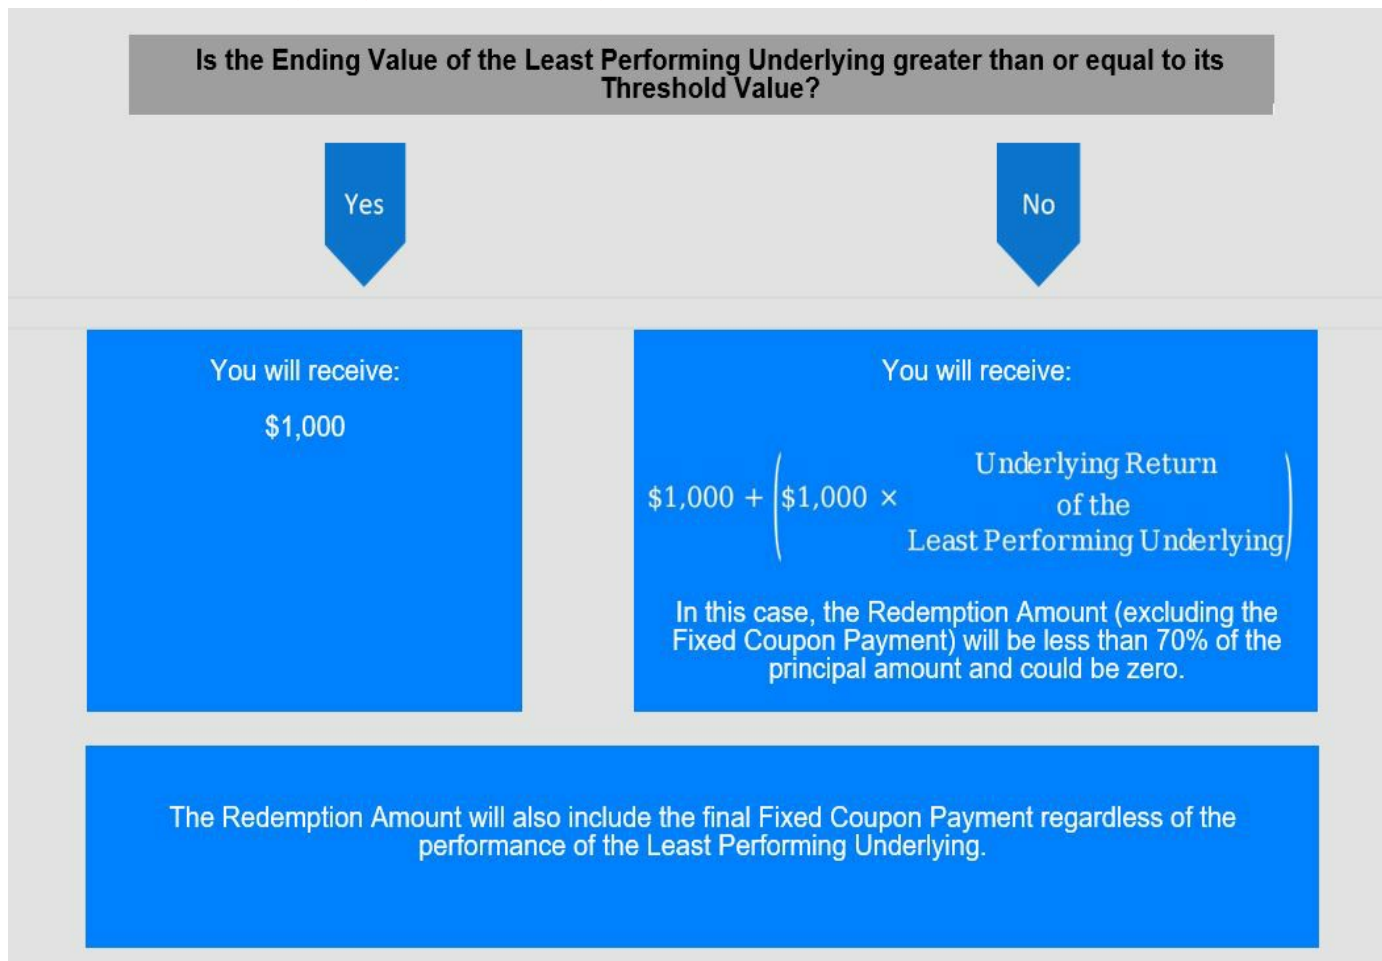 Is the Ending Value of the Least Performing Underlying greater than or equal to its
Threshold Value?
Yes
No
You will receive:
$1,000
You will receive:
$1,000 + ($1,000 × Underlying Return
of the
Least Performing Underlying)
In this case, the Redemption Amount (excluding the
Fixed Coupon Payment) will be less than 70% of the
principal amount and could be zero.
The Redemption Amount will also include the final Fixed Coupon Payment regardless of the
performance of the Least Performing Underlying.